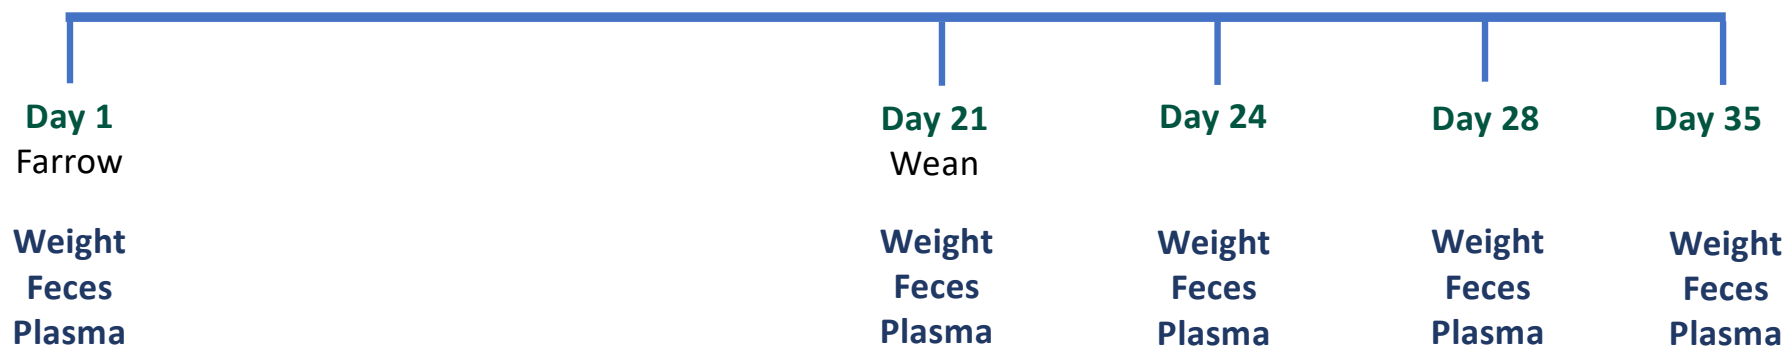 Day 1
Farrow
Weight
Feces
Plasma
Day 21
Wean
Weight
Feces
Plasma
Day 24
Weight
Feces
Plasma
Day 28
Weight
Feces
Plasma
Day 35
Weight
Feces
Plasma